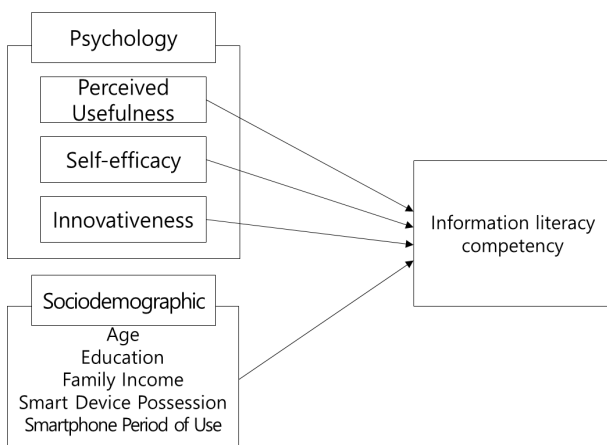 Psychology
Perceived
Usefulness
Self-efficacy
Innovativeness
Information literacy
competency
Sociodemographic
Age
Education
Family Income
Smart Device Possession
Smartphone Period of Use